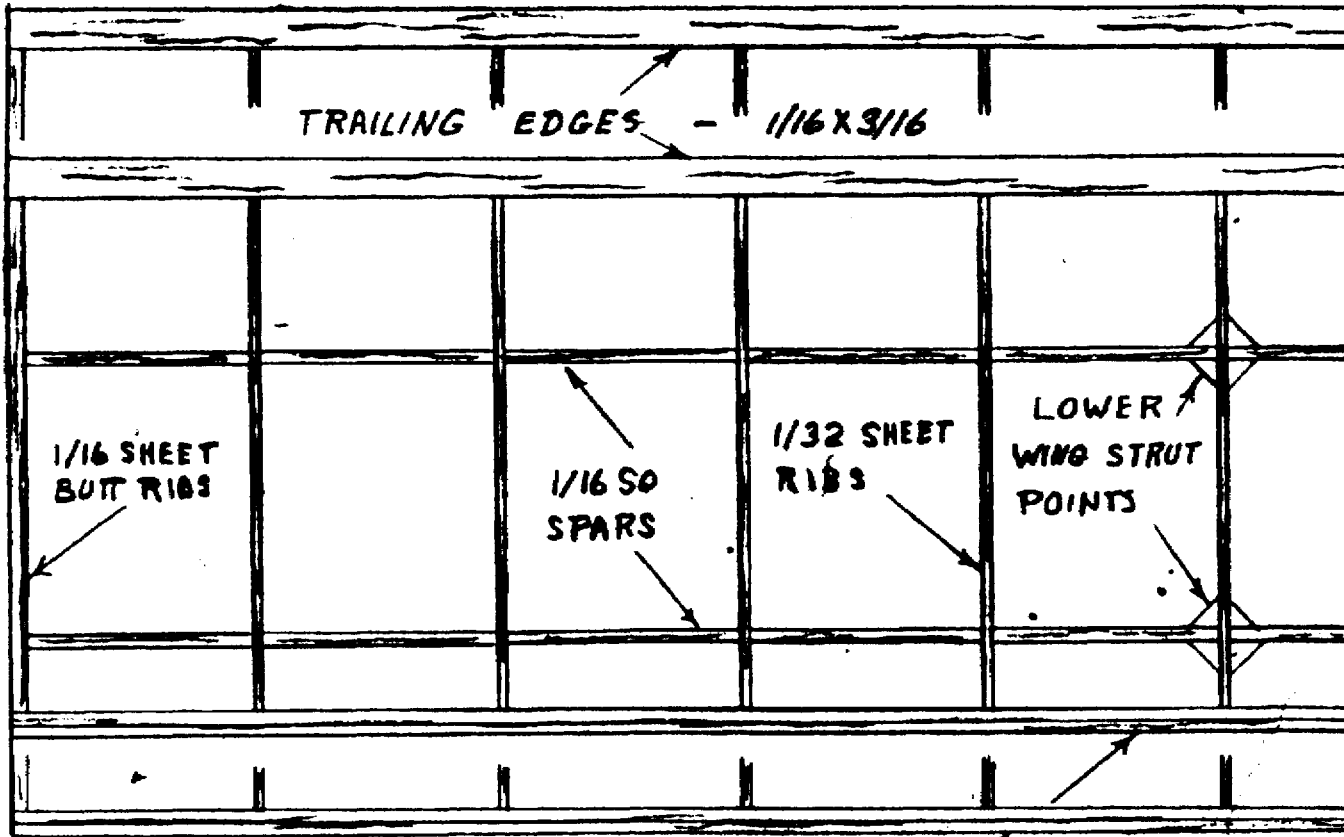 TRAILING EDGES - 1/16 X 3/16
1/16 SHEET
BUTT RIBS
1/16 SQ
SPARS
1/32 SHEET
RIBS
LOWER
WING STRUT
POINTS